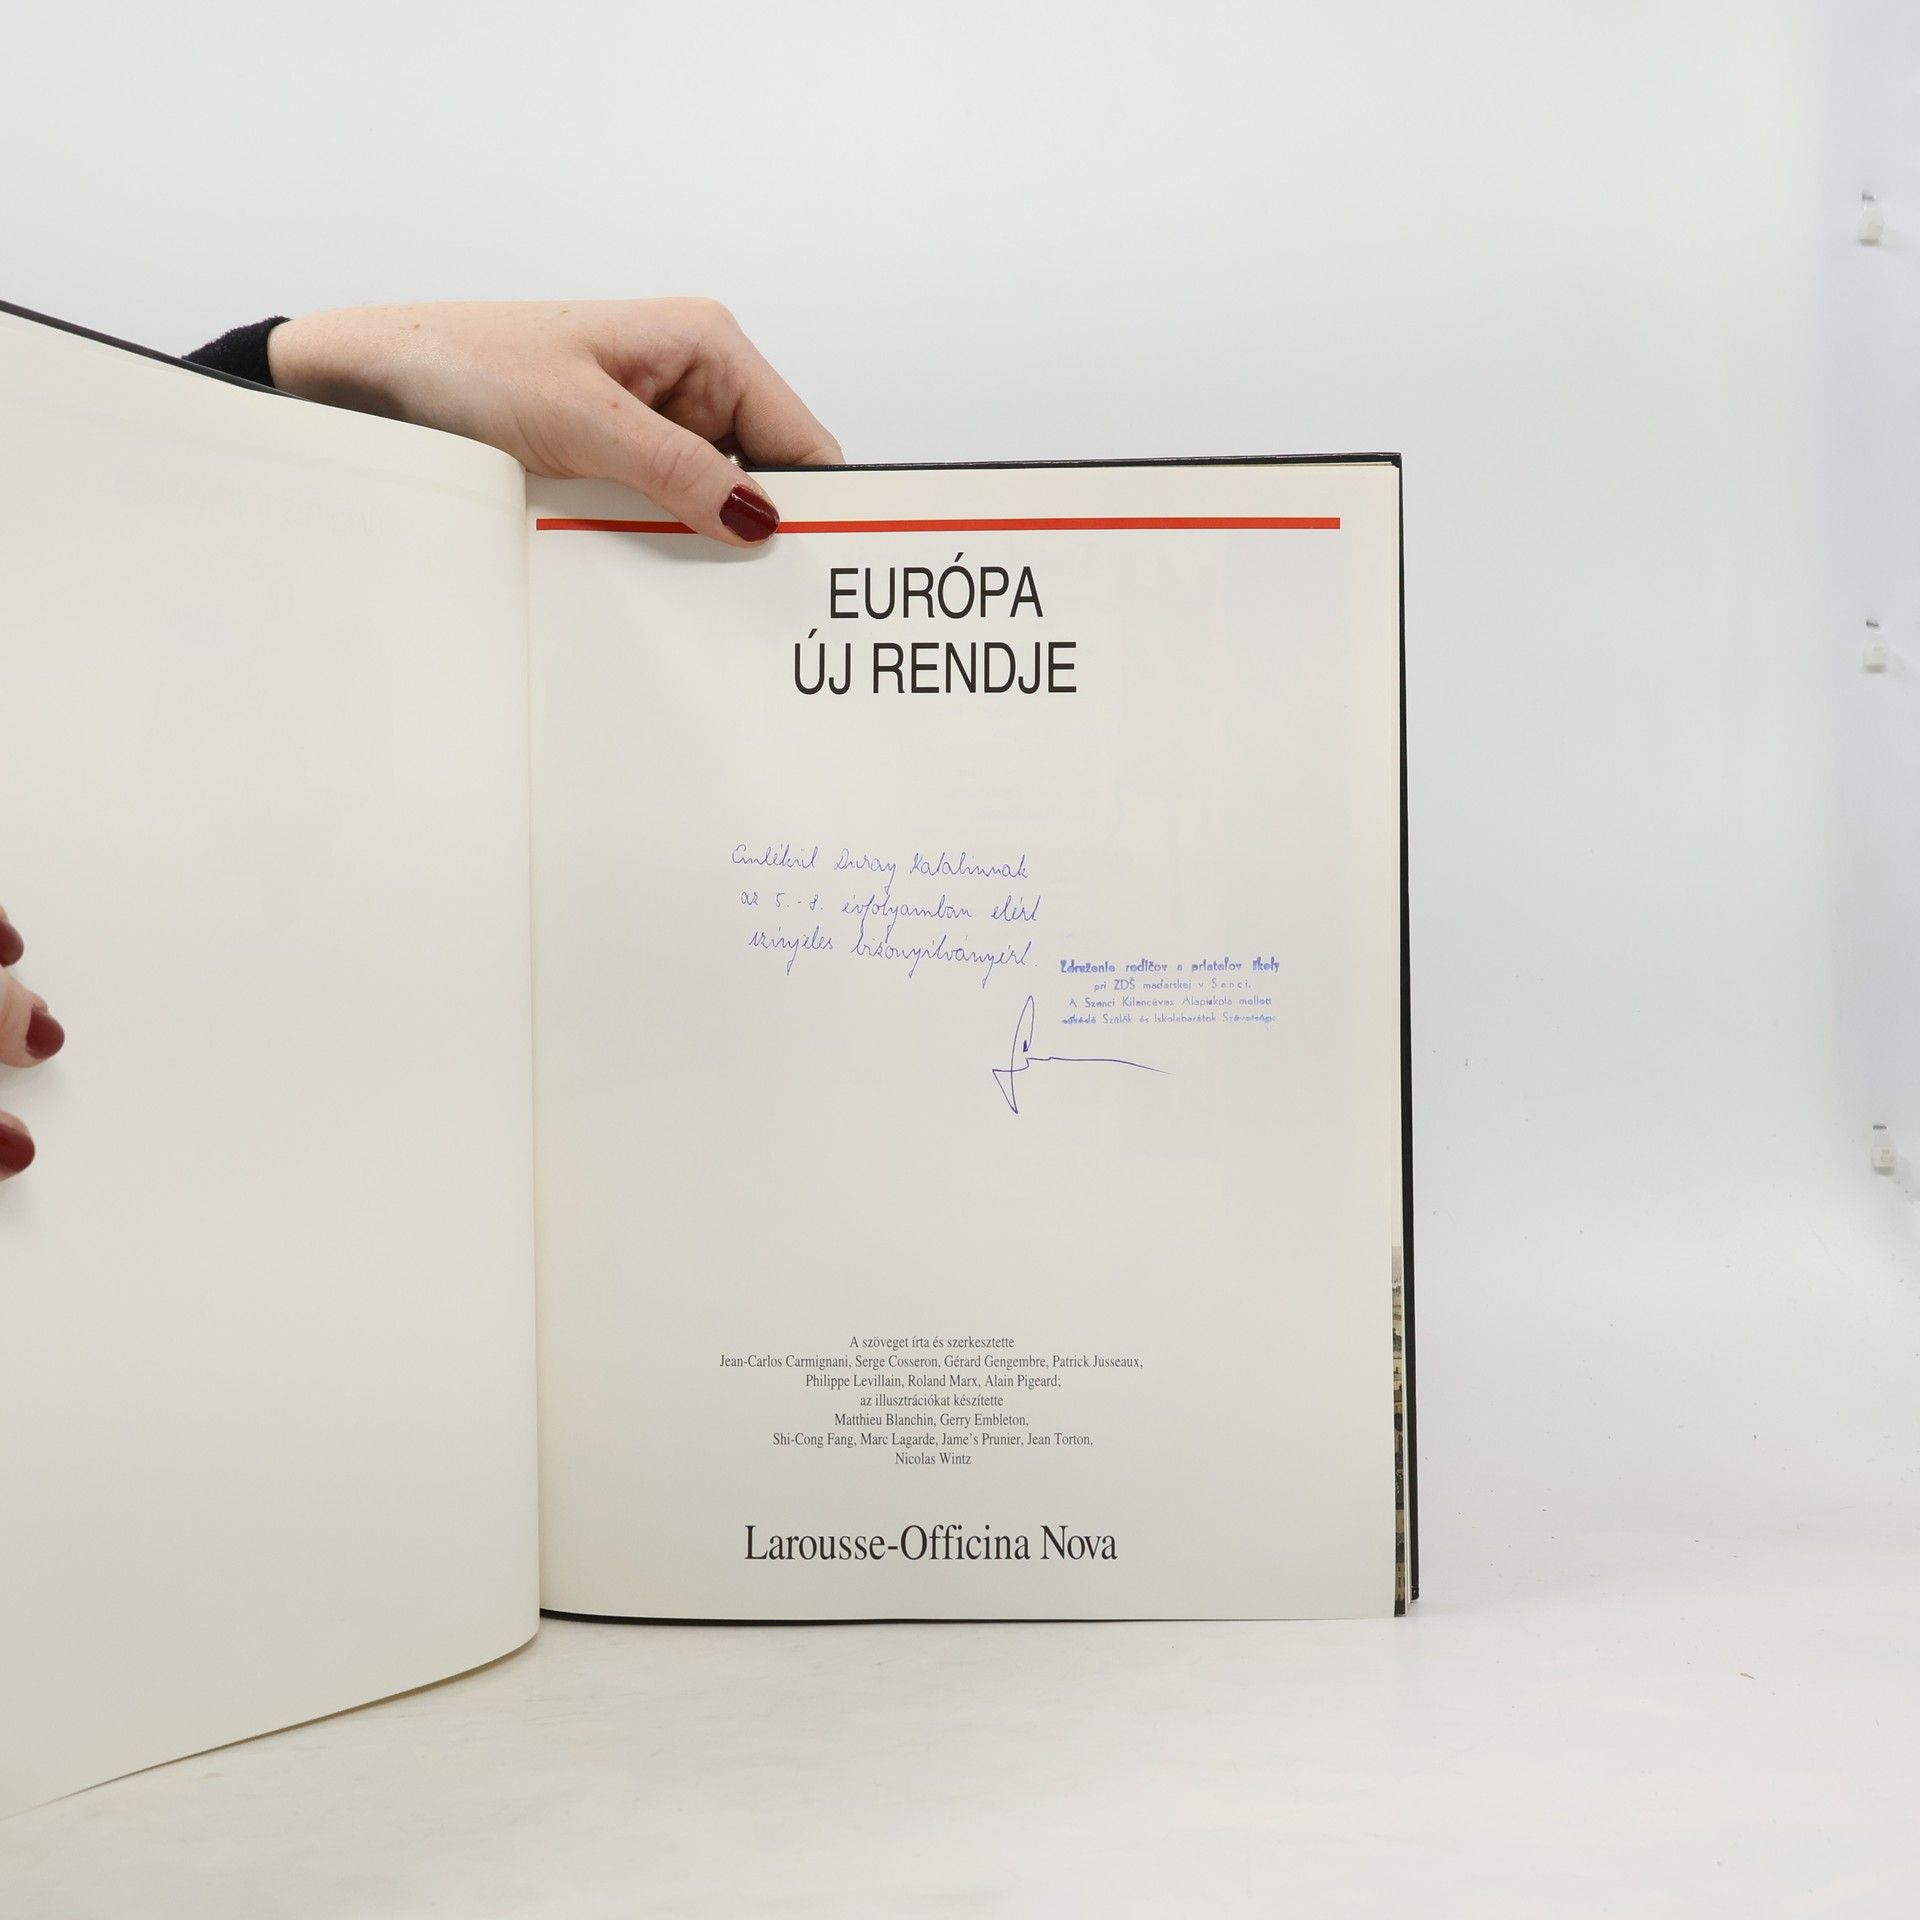 EURÓPA
ÚJ RENDJE
Emlékül Duray Katalinnak
az 5.-8. évfolyamban elért
színjeles bizonyítványért.
Združenie rodičov a priateľov školy
pri ZDŠ maďarskej v Senci.
A Szenci Kilencéves Alapiskola mellett
Szülők és Iskolabarátok Szövetsége
A szöveget írta és szerkesztette
Jean-Carlos Carmignani, Serge Cosseron, Gérard Gengembre, Patrick Jusseaux,
Philippe Levillain, Roland Marx, Alain Pigeard;
az illusztrációkat készítette
Matthieu Blanchin, Gerry Embleton,
Shi-Cong Fang, Marc Lagarde, Jame's Prunier, Jean Torton,
Nicolas Wintz
Larousse-Officina Nova